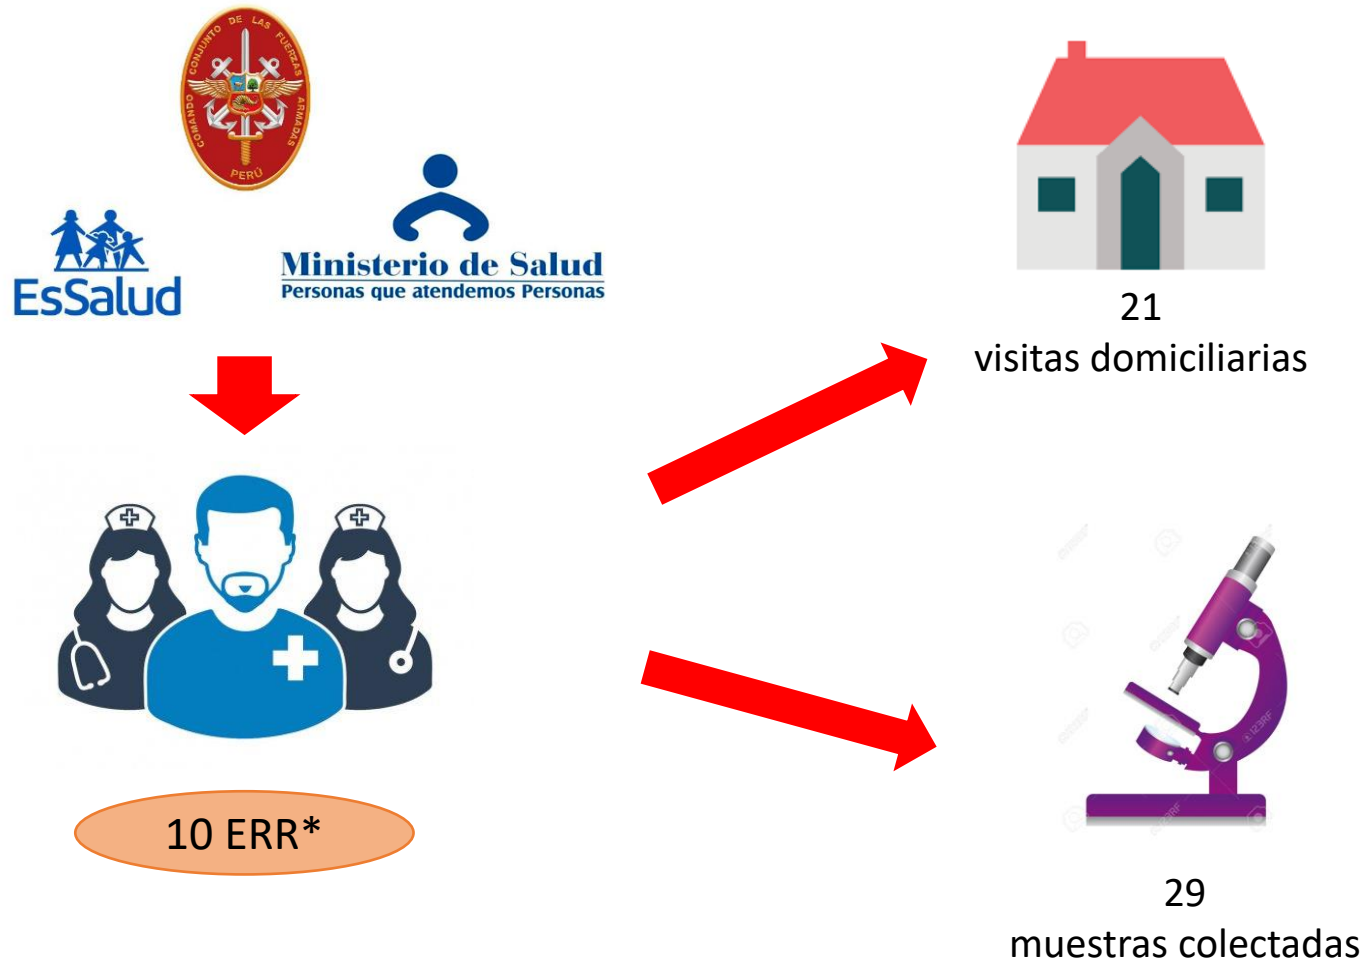 COMANDO CONJUNTO DE LAS FUERZAS ARMADAS
PERÚ
EsSalud
Ministerio de Salud
Personas que atendemos Personas
21
visitas domiciliarias
10 ERR*
123RF
29
muestras colectadas